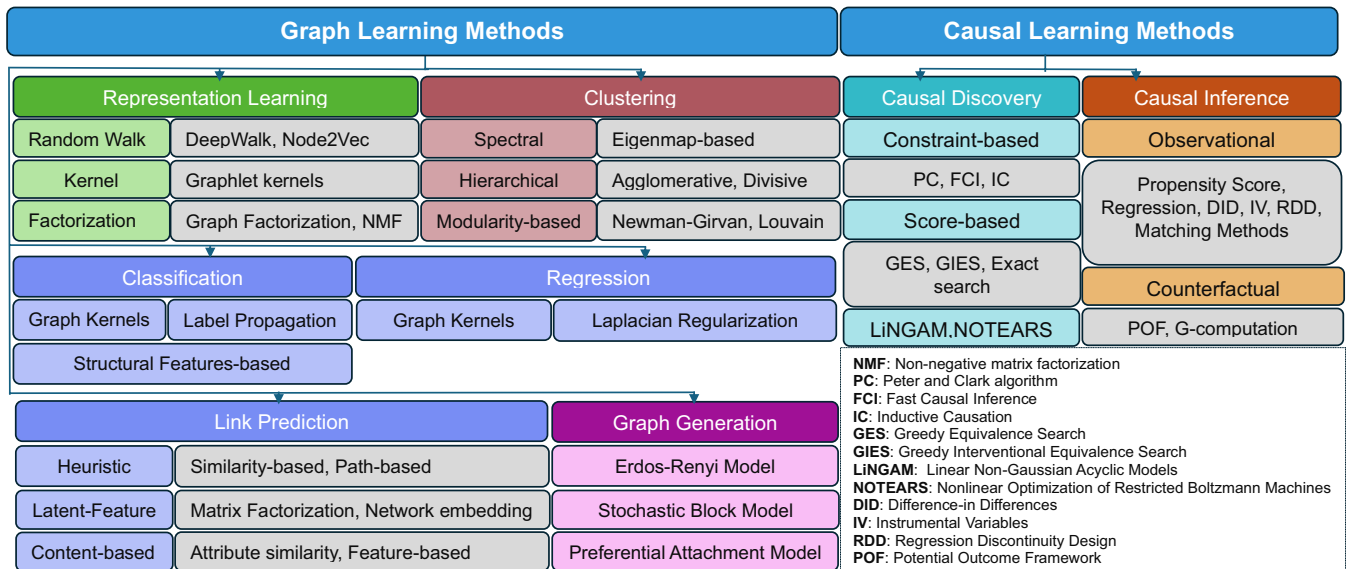 Graph Learning Methods
Representation Learning
Random Walk
DeepWalk, Node2Vec
Kernel
Graphlet kernels
Factorization
Graph Factorization, NMF
Clustering
Spectral
Eigenmap-based
Hierarchical
Agglomerative, Divisive
Modularity-based
Newman-Girvan, Louvain
Classification
Graph Kernels
Label Propagation
Structural Features-based
Regression
Graph Kernels
Laplacian Regularization
Link Prediction
Heuristic
Similarity-based, Path-based
Latent-Feature
Matrix Factorization, Network embedding
Content-based
Attribute similarity, Feature-based
Graph Generation
Erdos-Renyi Model
Stochastic Block Model
Preferential Attachment Model
Causal Learning Methods
Causal Discovery
Constraint-based
PC, FCI, IC
Score-based
GES, GIES, Exact
search
LiNGAM,NOTEARS
Causal Inference
Observational
Propensity Score,
Regression, DID, IV, RDD,
Matching Methods
Counterfactual
POF, G-computation
NMF: Non-negative matrix factorization
PC: Peter and Clark algorithm
FCI: Fast Causal Inference
IC: Inductive Causation
GES: Greedy Equivalence Search
GIES: Greedy Interventional Equivalence Search
LiNGAM: Linear Non-Gaussian Acyclic Models
NOTEARS: Nonlinear Optimization of Restricted Boltzmann Machines
DID: Difference-in Differences
IV: Instrumental Variables
RDD: Regression Discontinuity Design
POF: Potential Outcome Framework